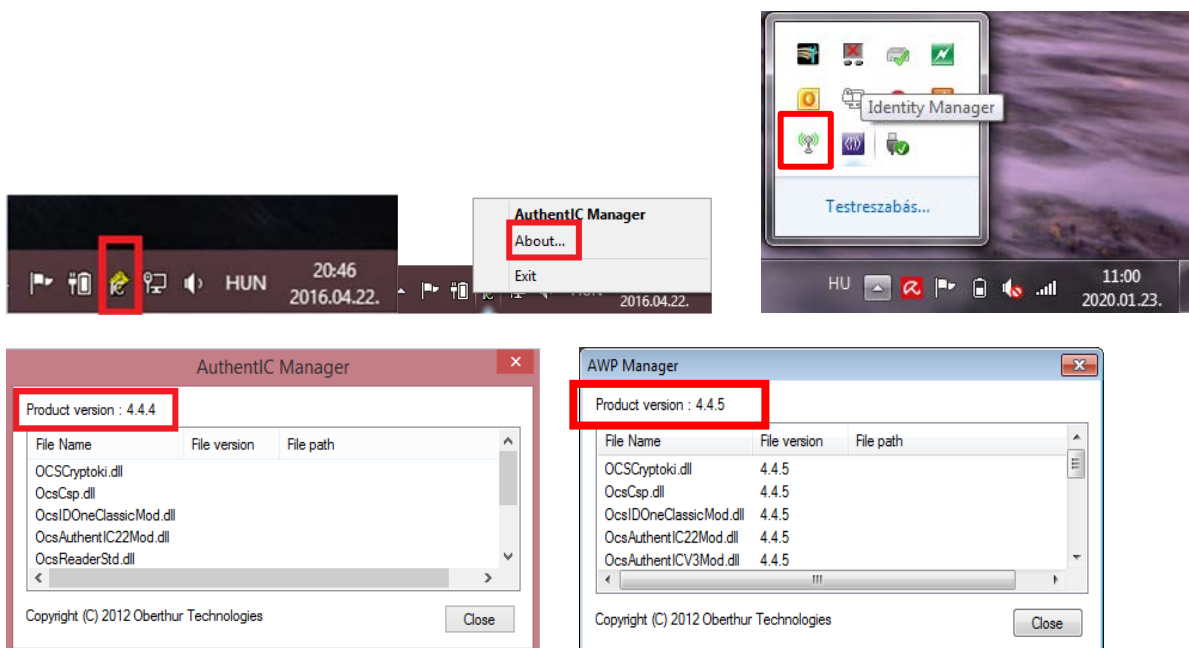 Identity Manager
Testreszabás...
HU
11:00
2020.01.23.
HUN
20:46
2016.04.22.
AuthentIC Manager
About...
Exit
2016.04.22.
AuthentIC Manager
Product version : 4.4.4
File Name File version File path
OCSCryptoki.dll
OcsCsp.dll
OcsIDOneClassicMod.dll
OcsAuthentIC22Mod.dll
OcsReaderStd.dll
Copyright (C) 2012 Oberthur Technologies
Close
AWP Manager
Product version : 4.4.5
File Name File version File path
OCSCryptoki.dll 4.4.5
OcsCsp.dll 4.4.5
OcsIDOneClassicMod.dll 4.4.5
OcsAuthentIC22Mod.dll 4.4.5
OcsAuthentICV3Mod.dll 4.4.5
Copyright (C) 2012 Oberthur Technologies
Close